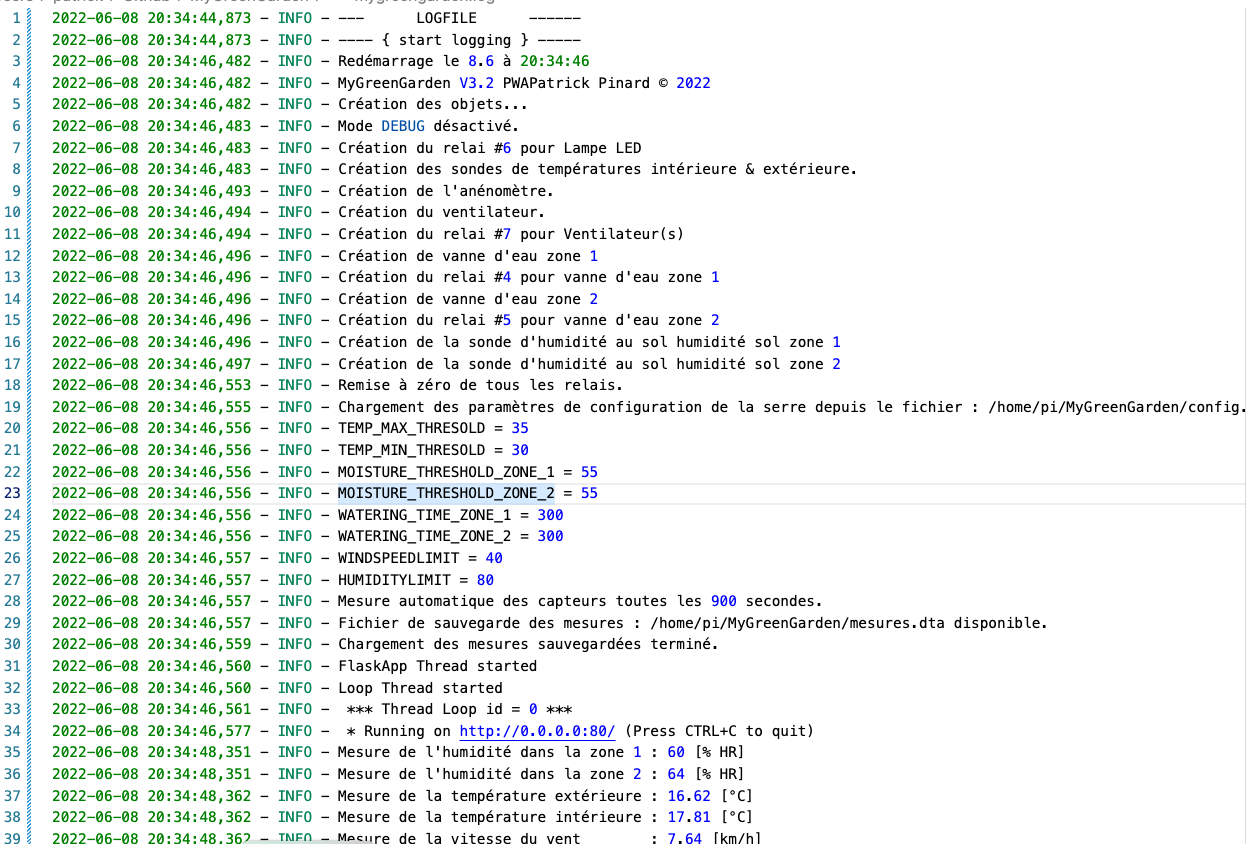 1 2022-06-08 20:34:44,873 - INFO - --- LOGFILE ------
2 2022-06-08 20:34:44,873 - INFO - ---- { start logging } -----
3 2022-06-08 20:34:46,482 - INFO - Redémarrage le 8.6 à 20:34:46
4 2022-06-08 20:34:46,482 - INFO - MyGreenGarden V3.2 PWAPatrick Pinard © 2022
5 2022-06-08 20:34:46,482 - INFO - Création des objets...
6 2022-06-08 20:34:46,483 - INFO - Mode DEBUG désactivé.
7 2022-06-08 20:34:46,483 - INFO - Création du relai #6 pour Lampe LED
8 2022-06-08 20:34:46,483 - INFO - Création des sondes de températures intérieure & extérieure.
9 2022-06-08 20:34:46,493 - INFO - Création de l'anénomètre.
10 2022-06-08 20:34:46,494 - INFO - Création du ventilateur.
11 2022-06-08 20:34:46,494 - INFO - Création du relai #7 pour Ventilateur(s)
12 2022-06-08 20:34:46,496 - INFO - Création de vanne d'eau zone 1
13 2022-06-08 20:34:46,496 - INFO - Création du relai #4 pour vanne d'eau zone 1
14 2022-06-08 20:34:46,496 - INFO - Création de vanne d'eau zone 2
15 2022-06-08 20:34:46,496 - INFO - Création du relai #5 pour vanne d'eau zone 2
16 2022-06-08 20:34:46,496 - INFO - Création de la sonde d'humidité au sol humidité sol zone 1
17 2022-06-08 20:34:46,497 - INFO - Création de la sonde d'humidité au sol humidité sol zone 2
18 2022-06-08 20:34:46,553 - INFO - Remise à zéro de tous les relais.
19 2022-06-08 20:34:46,555 - INFO - Chargement des paramètres de configuration de la serre depuis le fichier : /home/pi/MyGreenGarden/config.
20 2022-06-08 20:34:46,556 - INFO - TEMP_MAX_THRESOLD = 35
21 2022-06-08 20:34:46,556 - INFO - TEMP_MIN_THRESOLD = 30
22 2022-06-08 20:34:46,556 - INFO - MOISTURE_THRESHOLD_ZONE_1 = 55
23 2022-06-08 20:34:46,556 - INFO - MOISTURE_THRESHOLD_ZONE_2 = 55
24 2022-06-08 20:34:46,556 - INFO - WATERING_TIME_ZONE_1 = 300
25 2022-06-08 20:34:46,556 - INFO - WATERING_TIME_ZONE_2 = 300
26 2022-06-08 20:34:46,557 - INFO - WINDSPEEDLIMIT = 40
27 2022-06-08 20:34:46,557 - INFO - HUMIDITYLIMIT = 80
28 2022-06-08 20:34:46,557 - INFO - Mesure automatique des capteurs toutes les 900 secondes.
29 2022-06-08 20:34:46,557 - INFO - Fichier de sauvegarde des mesures : /home/pi/MyGreenGarden/mesures.dta disponible.
30 2022-06-08 20:34:46,559 - INFO - Chargement des mesures sauvegardées terminé.
31 2022-06-08 20:34:46,560 - INFO - FlaskApp Thread started
32 2022-06-08 20:34:46,560 - INFO - Loop Thread started
33 2022-06-08 20:34:46,561 - INFO - *** Thread Loop id = 0 ***
34 2022-06-08 20:34:46,577 - INFO - * Running on http://0.0.0.0:80/ (Press CTRL+C to quit)
35 2022-06-08 20:34:48,351 - INFO - Mesure de l'humidité dans la zone 1 : 60 [% HR]
36 2022-06-08 20:34:48,351 - INFO - Mesure de l'humidité dans la zone 2 : 64 [% HR]
37 2022-06-08 20:34:48,362 - INFO - Mesure de la température extérieure : 16.62 [°C]
38 2022-06-08 20:34:48,362 - INFO - Mesure de la température intérieure : 17.81 [°C]
39 2022-06-08 20:34:48,362 - INFO - Mesure de la vitesse du vent : 7.64 [km/h]